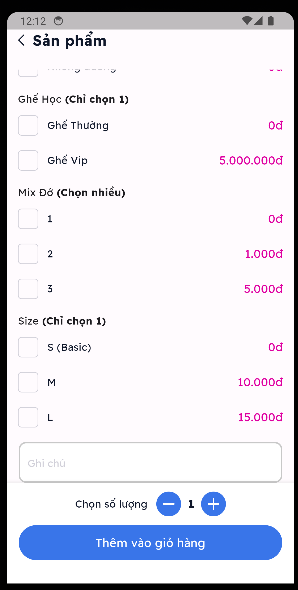 12:12
Sản phẩm
Ghế Học (Chỉ chọn 1)
Ghế Thường 0đ
Ghế Vip 5.000.000đ
Mix Đồ (Chọn nhiều)
1 0đ
2 1.000đ
3 5.000đ
Size (Chỉ chọn 1)
S (Basic) 0đ
M 10.000đ
L 15.000đ
Ghi chú
Chọn số lượng 1
Thêm vào giỏ hàng